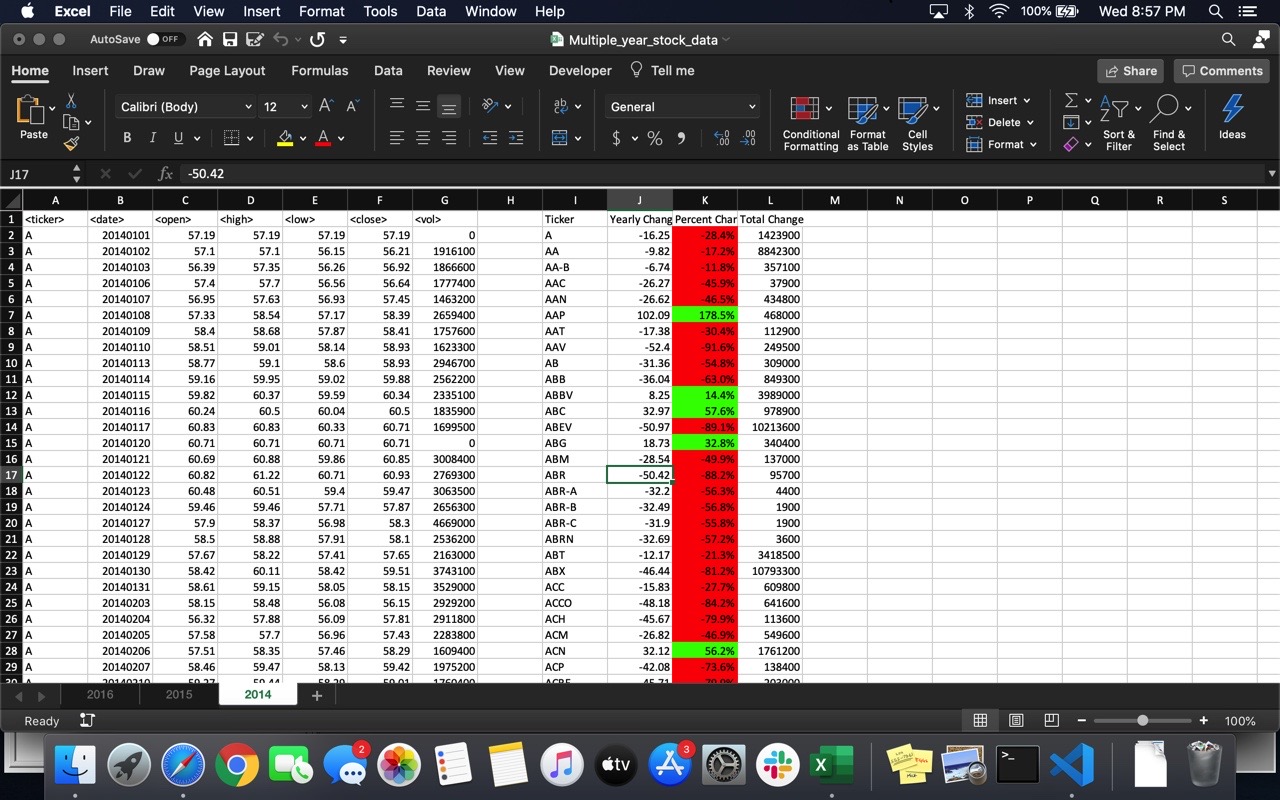 Excel File Edit View Insert Format Tools Data Window Help 100% Wed 8:57 PM
AutoSave OFF Multiple_year_stock_data
Home Insert Draw Page Layout Formulas Data Review View Developer Tell me Share Comments
Paste Calibri (Body) 12 A A General Conditional Formatting Format as Table Cell Styles Insert Delete Format Sort & Filter Find & Select Ideas
B I U A $ % .00
J17 fx -50.42
A B C D E F G H I J K L M N O P Q R S
1 <ticker> <date> <open> <high> <low> <close> <vol> Ticker Yearly Chang Percent Char Total Change
2 A 20140101 57.19 57.19 57.19 57.19 0 A -16.25 -28.4% 1423900
3 A 20140102 57.1 57.1 56.15 56.21 1916100 AA -9.82 -17.2% 8842300
4 A 20140103 56.39 57.35 56.26 56.92 1866600 AA-B -6.74 -11.8% 357100
5 A 20140106 57.4 57.7 56.56 56.64 1777400 AAC -26.27 -45.9% 37900
6 A 20140107 56.95 57.63 56.93 57.45 1463200 AAN -26.62 -46.5% 434800
7 A 20140108 57.33 58.54 57.17 58.39 2659400 AAP 102.09 178.5% 468000
8 A 20140109 58.4 58.68 57.87 58.41 1757600 AAT -17.38 -30.4% 112900
9 A 20140110 58.51 59.01 58.14 58.93 1623300 AAV -52.4 -91.6% 249500
10 A 20140113 58.77 59.1 58.6 58.93 2946700 AB -31.36 -54.8% 309000
11 A 20140114 59.16 59.95 59.02 59.88 2562200 ABB -36.04 -63.0% 849300
12 A 20140115 59.82 60.37 59.59 60.34 2335100 ABBV 8.25 14.4% 3989000
13 A 20140116 60.24 60.5 60.04 60.5 1835900 ABC 32.97 57.6% 978900
14 A 20140117 60.83 60.83 60.33 60.71 1699500 ABEV -50.97 -89.1% 10213600
15 A 20140120 60.71 60.71 60.71 60.71 0 ABG 18.73 32.8% 340400
16 A 20140121 60.69 60.88 59.86 60.85 3008400 ABM -28.54 -49.9% 137000
17 A 20140122 60.82 61.22 60.71 60.93 2769300 ABR -50.42 -88.2% 95700
18 A 20140123 60.48 60.51 59.4 59.47 3063500 ABR-A -32.2 -56.3% 4400
19 A 20140124 59.46 59.46 57.71 57.87 2656300 ABR-B -32.49 -56.8% 1900
20 A 20140127 57.9 58.37 56.98 58.3 4669000 ABR-C -31.9 -55.8% 1900
21 A 20140128 58.5 58.88 57.91 58.1 2536200 ABRN -32.69 -57.2% 3600
22 A 20140129 57.67 58.22 57.41 57.65 2163000 ABT -12.17 -21.3% 3418500
23 A 20140130 58.42 60.11 58.42 59.51 3743100 ABX -46.44 -81.2% 10793300
24 A 20140131 58.61 59.15 58.05 58.15 3529000 ACC -15.83 -27.7% 609800
25 A 20140203 58.15 58.48 56.08 56.15 2929200 ACCO -48.18 -84.2% 641600
26 A 20140204 56.32 57.88 56.09 57.81 2911800 ACH -45.67 -79.9% 113600
27 A 20140205 57.58 57.7 56.96 57.43 2283800 ACM -26.82 -46.9% 549600
28 A 20140206 57.51 58.35 57.46 58.29 1609400 ACN 32.12 56.2% 1761200
29 A 20140207 58.46 59.47 58.13 59.42 1975200 ACP -42.08 -73.6% 138400
2016 2015 2014
Ready 100%
2 tv 3 X